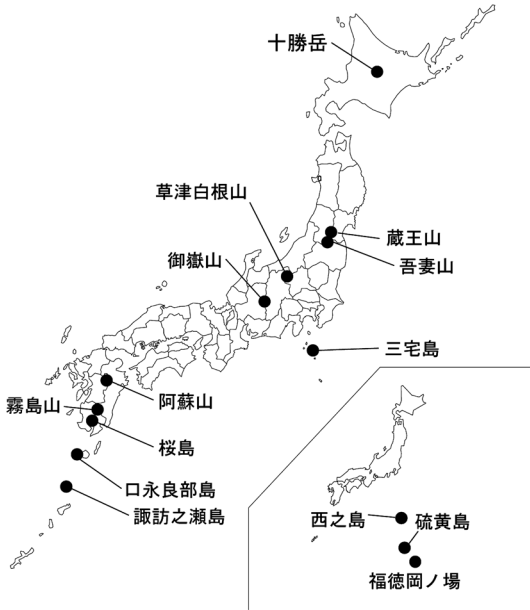 十勝岳
草津白根山
蔵王山
御嶽山
吾妻山
三宅島
霧島山
阿蘇山
桜島
口永良部島
諏訪之瀬島
西之島
硫黄島
福徳岡ノ場